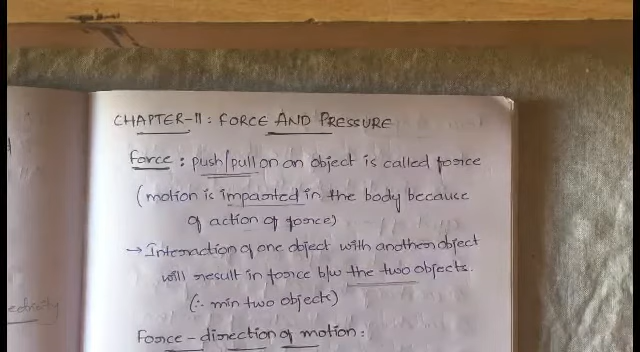 CHAPTER-11: FORCE AND PRESSURE
Force: push/pull on an object is called force
(motion is imparted in the body because
of action of force)
→ Interaction of one object with another object
will result in force b/w the two objects.
(∴ min two objects)
Force - direction of motion: